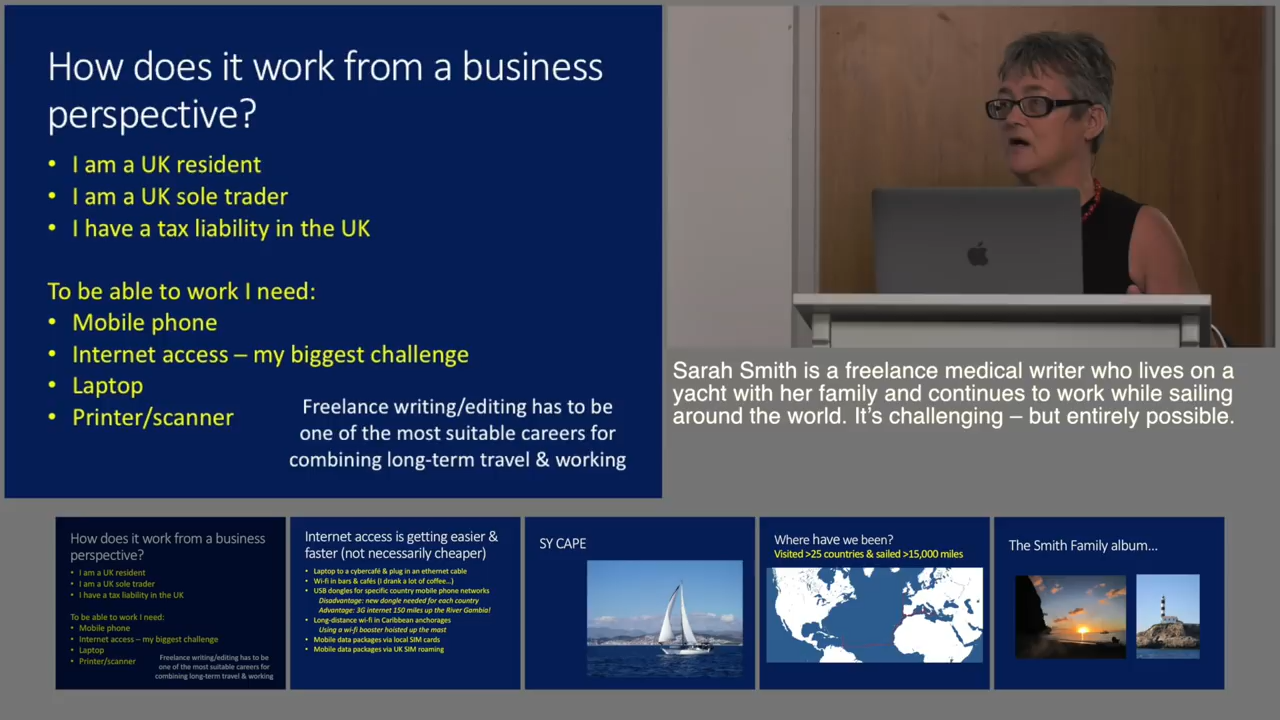 How does it work from a business
perspective?
• I am a UK resident
• I am a UK sole trader
• I have a tax liability in the UK
To be able to work I need:
• Mobile phone
• Internet access – my biggest challenge
• Laptop
• Printer/scanner
Freelance writing/editing has to be
one of the most suitable careers for
combining long-term travel & working
Sarah Smith is a freelance medical writer who lives on a
yacht with her family and continues to work while sailing
around the world. It's challenging – but entirely possible.
How does it work from a business
perspective?
• I am a UK resident
• I am a UK sole trader
• I have a tax liability in the UK
To be able to work I need:
• Mobile phone
• Internet access – my biggest challenge
• Laptop
• Printer/scanner
Freelance writing/editing has to be
one of the most suitable careers for
combining long-term travel & working
Internet access is getting easier &
faster (not necessarily cheaper)
• Laptop to a cybercafé & plug in an ethernet cable
• Wi-fi in bars & cafés (I drank a lot of coffee...)
• USB dongles for specific country mobile phone networks
Disadvantage: new dongle needed for each country
Advantage: 3G internet 150 miles up the River Gambia!
• Long-distance wi-fi in Caribbean anchorages
Using a wi-fi booster hoisted up the mast
• Mobile data packages via local SIM cards
• Mobile data packages via UK SIM roaming
SY CAPE
Where have we been?
Visited >25 countries & sailed >15,000 miles
The Smith Family album...